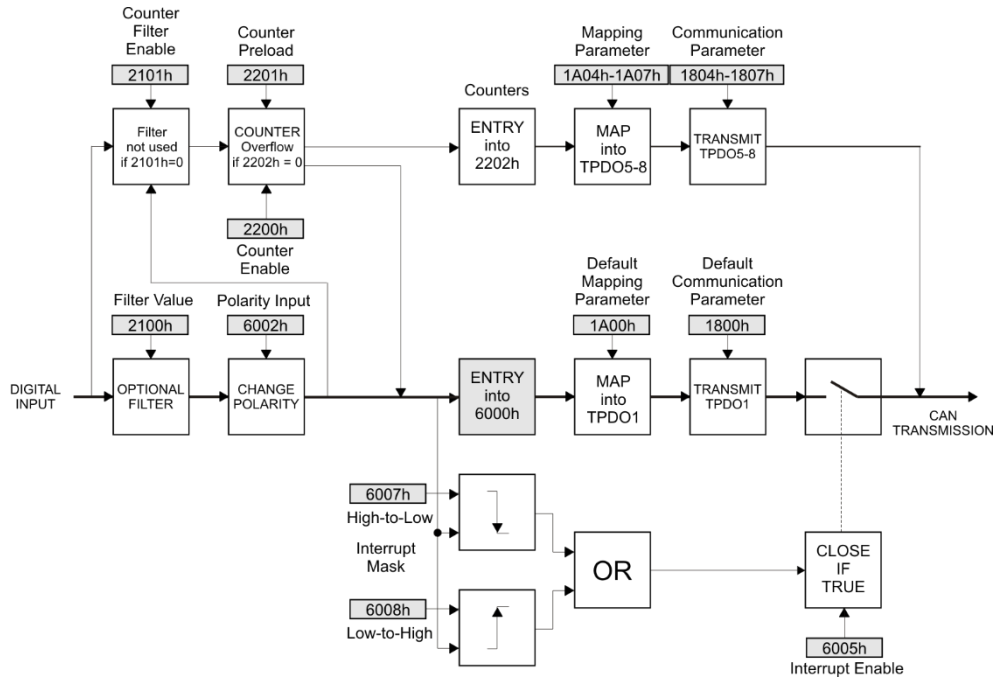 Counter
Filter
Enable
2101h
Counter
Preload
2201h
Mapping
Parameter
1A04h-1A07h
Communication
Parameter
1804h-1807h
Filter
not used
if 2101h=0
COUNTER
Overflow
if 2202h = 0
Counters
ENTRY
into
2202h
MAP
into
TPDO5-8
TRANSMIT
TPDO5-8
2200h
Counter
Enable
Filter Value
2100h
Polarity Input
6002h
Default
Mapping
Parameter
1A00h
Default
Communication
Parameter
1800h
DIGITAL
INPUT
OPTIONAL
FILTER
CHANGE
POLARITY
ENTRY
into
6000h
MAP
into
TPDO1
TRANSMIT
TPDO1
CAN
TRANSMISSION
6007h
High-to-Low
Interrupt
Mask
6008h
Low-to-High
OR
CLOSE
IF
TRUE
6005h
Interrupt Enable